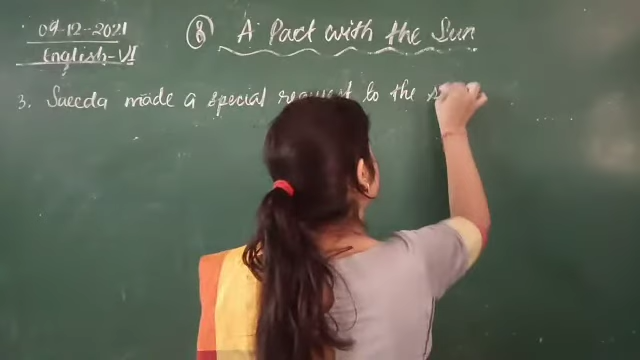 09-12-2021
English-VI
8 A Pact with the Sun
3. Saeeda made a special request to the